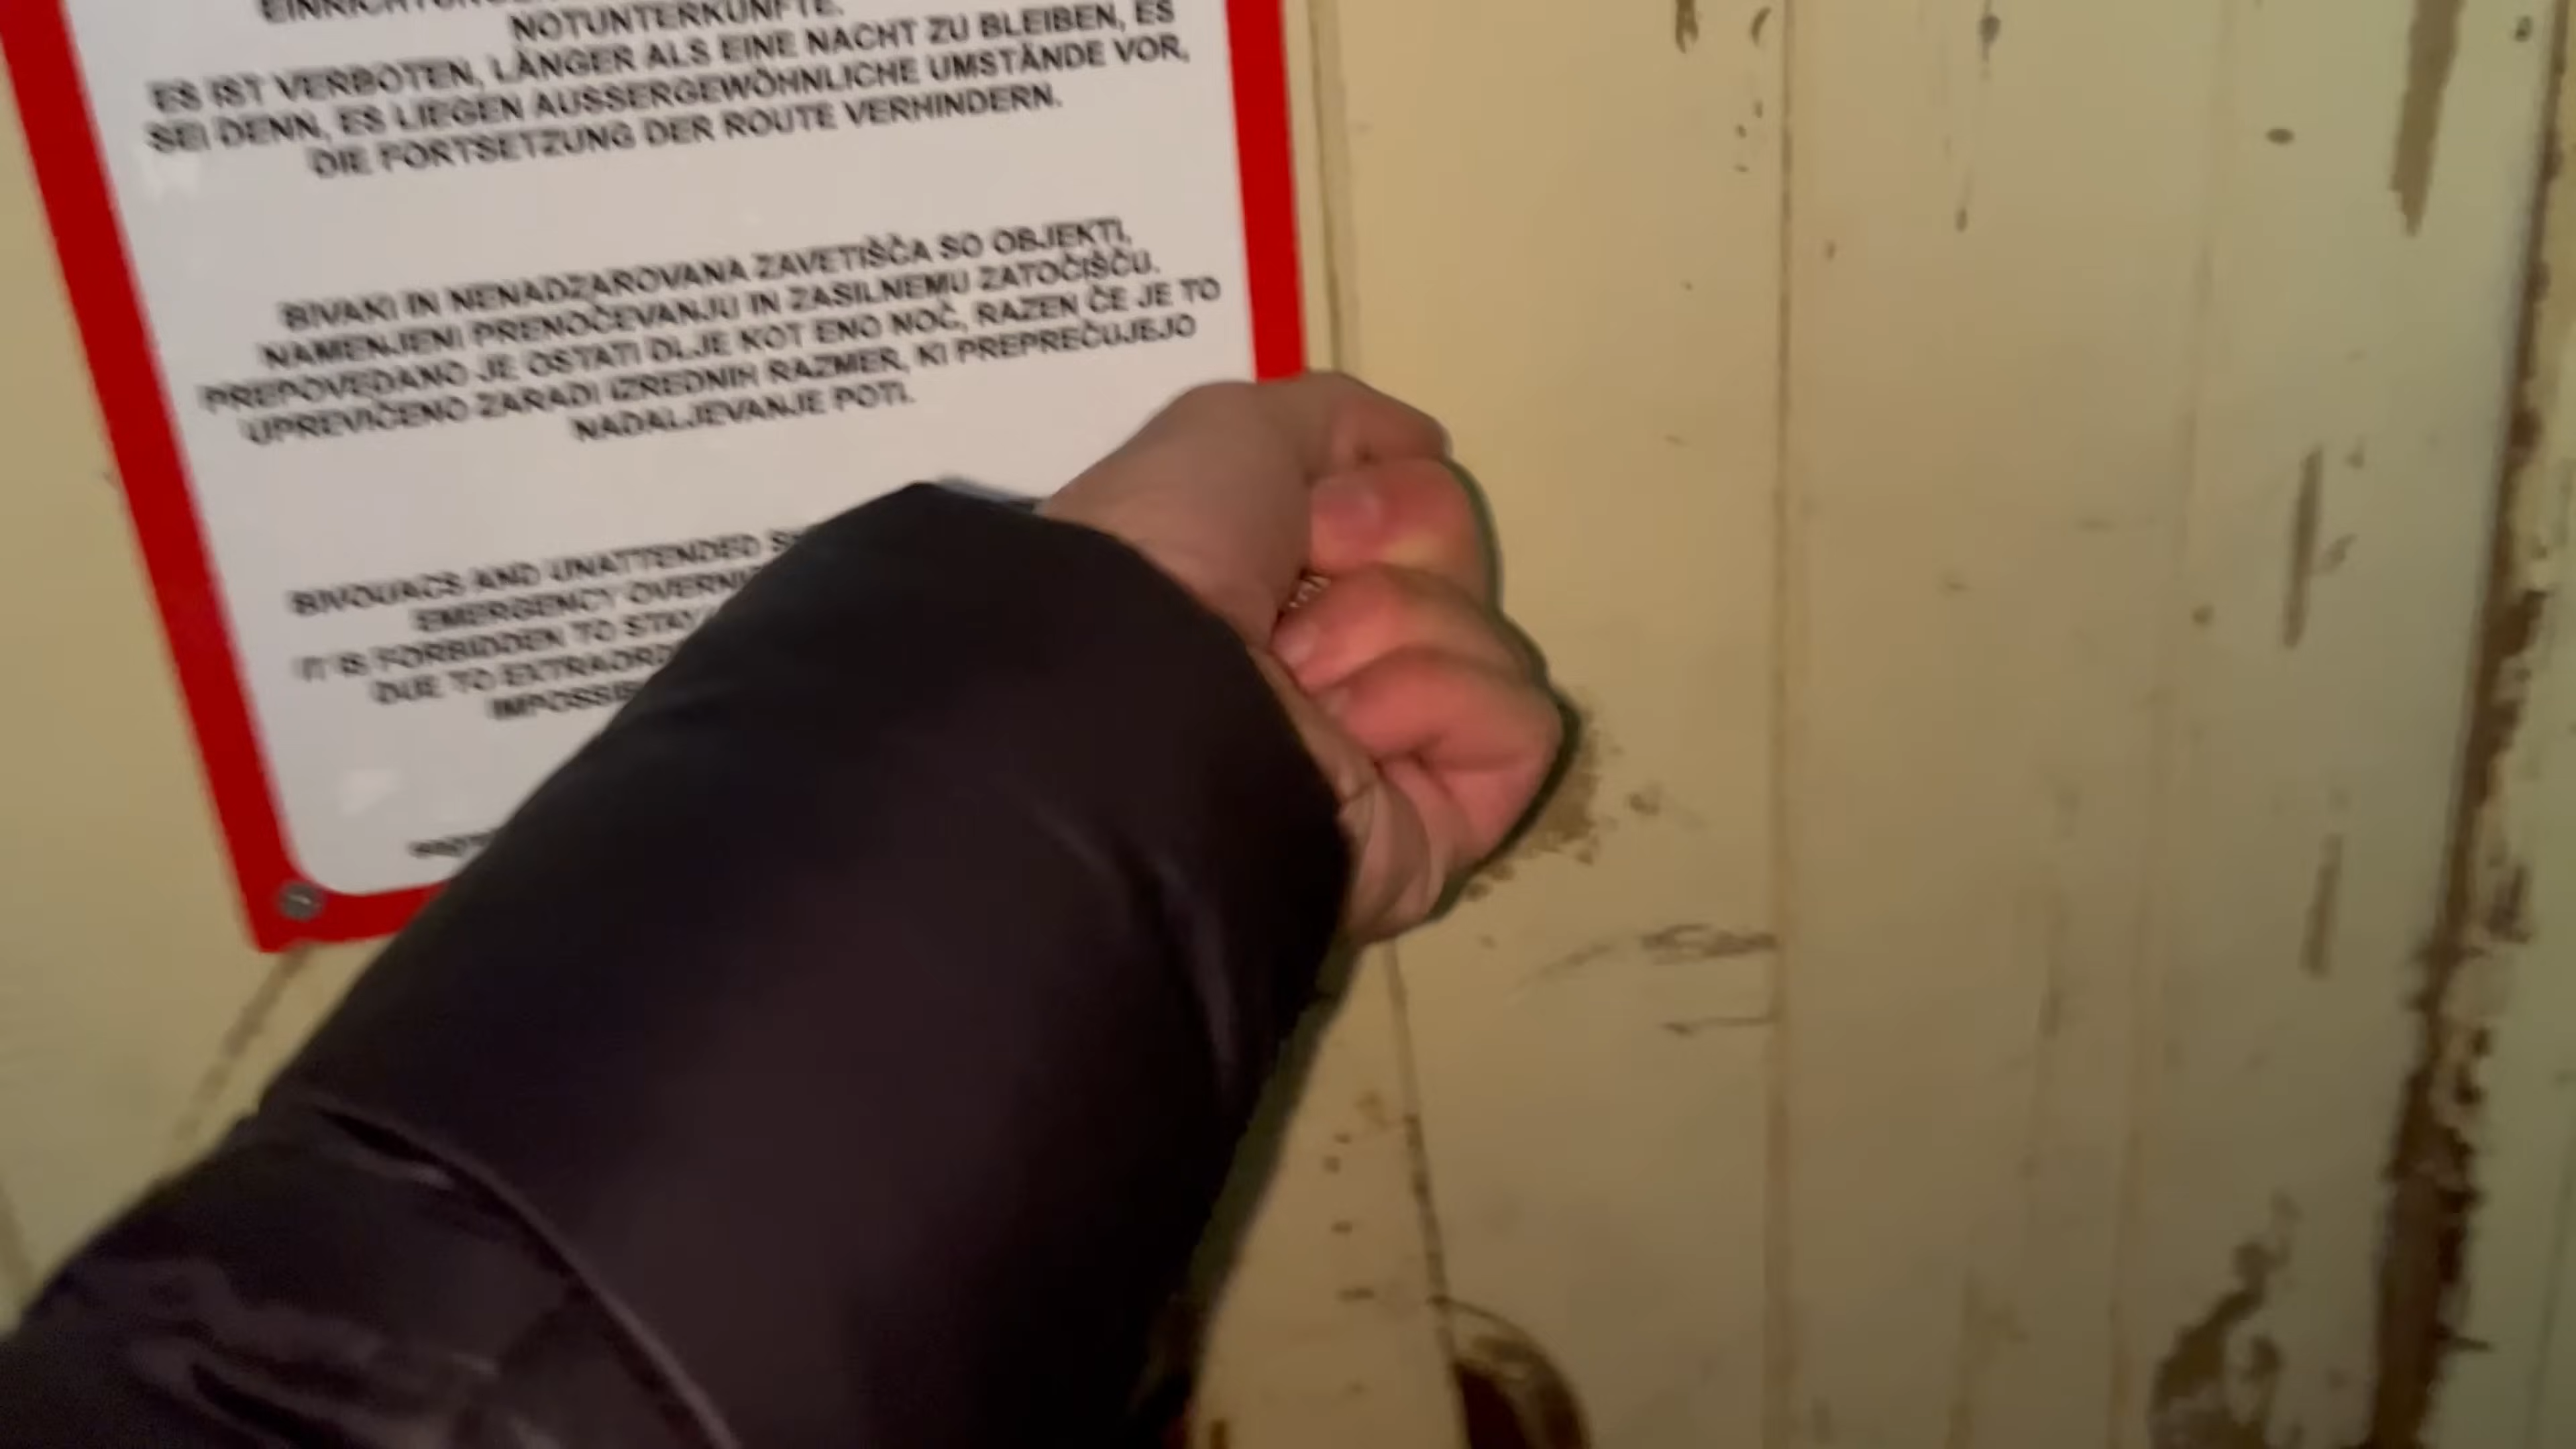 NOTUNTERKÜNFTE.
ES IST VERBOTEN, LÄNGER ALS EINE NACHT ZU BLEIBEN, ES
SEI DENN, ES LIEGEN AUSSERGEWÖHNLICHE UMSTÄNDE VOR,
DIE FORTSETZUNG DER ROUTE VERHINDERN.
BIVAKI IN NENADZAROVANA ZAVETIŠČA SO OBJEKTI,
NAMENJENI PRENOČEVANJU IN ZASILNEMU ZATOČIŠČU.
PREPOVEDANO JE OSTATI DLJE KOT ENO NOČ, RAZEN ČE JE TO
UPREVIČENO ZARADI IZREDNIH RAZMER, KI PREPREČUJEJO
NADALJEVANJE POTI.
BIVOUACS AND UNATTENDED
EMERGENCY
IT IS FORBIDDEN TO STAY
DUE TO